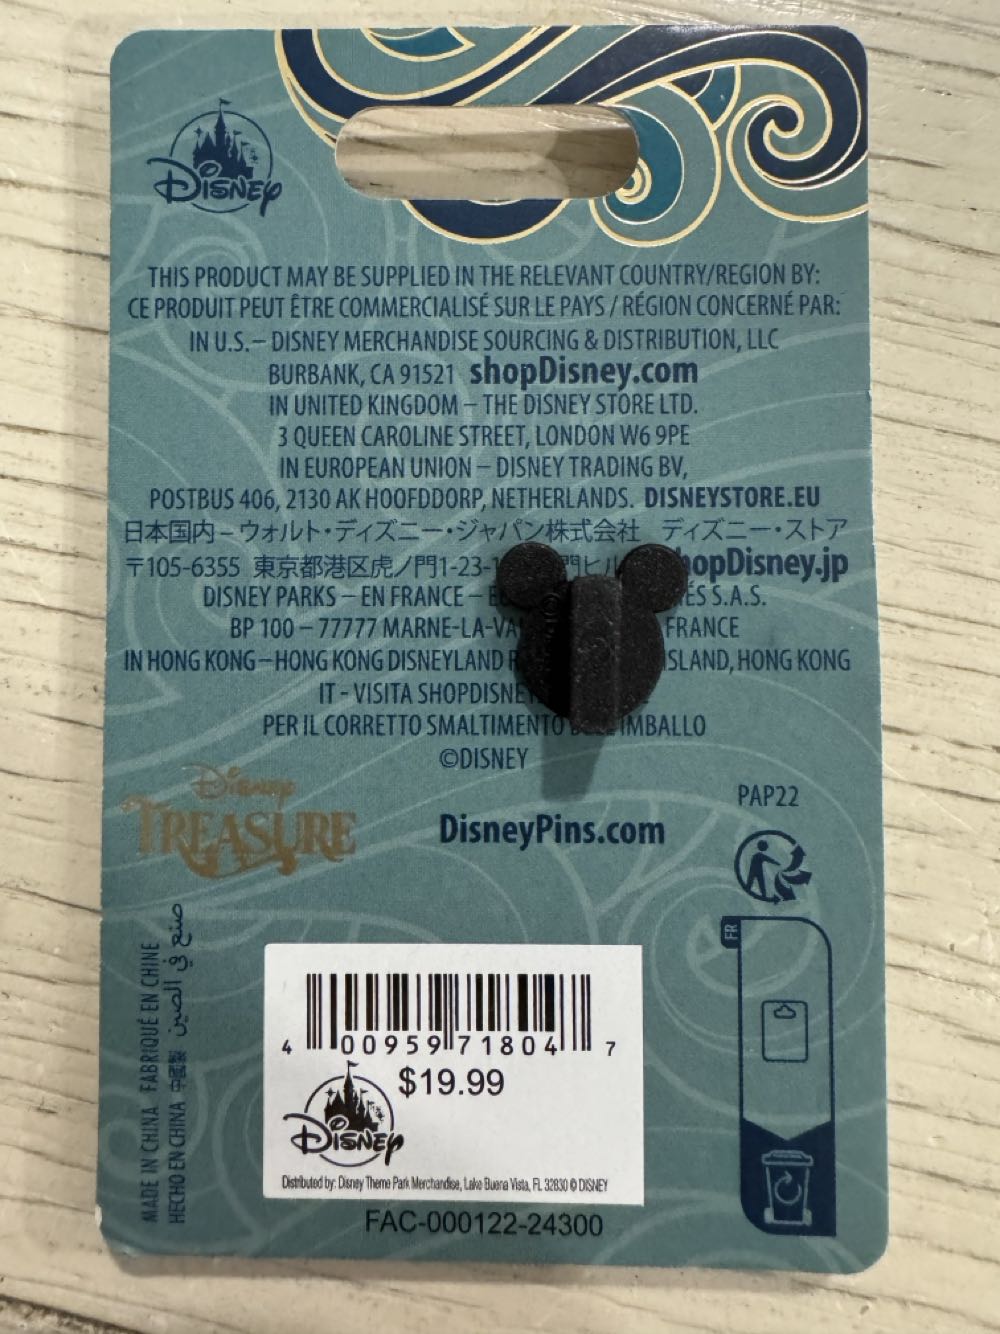 Disney
THIS PRODUCT MAY BE SUPPLIED IN THE RELEVANT COUNTRY/REGION BY:
CE PRODUIT PEUT ÊTRE COMMERCIALISÉ SUR LE PAYS / RÉGION CONCERNÉ PAR:
IN U.S.– DISNEY MERCHANDISE SOURCING & DISTRIBUTION, LLC
BURBANK, CA 91521 shopDisney.com
IN UNITED KINGDOM – THE DISNEY STORE LTD.
3 QUEEN CAROLINE STREET, LONDON W6 9PE
IN EUROPEAN UNION – DISNEY TRADING BV,
POSTBUS 406, 2130 AK HOOFDDORP, NETHERLANDS. DISNEYSTORE.EU
日本国内 – ウォルト・ディズニー・ジャパン株式会社 ディズニー・ストア
〒105-6355 東京都港区虎ノ門1-23-1
DISNEY PARKS – EN FRANCE – S.A.S.
BP 100 – 77777 MARNE-LA- FRANCE
IN HONG KONG–HONG KONG DISNEYLAND ISLAND, HONG KONG
IT - VISITA
PER IL CORRETTO SMALTIMENTO IMBALLO
©DISNEY
Disney
TREASURE
DisneyPins.com
PAP22
FR
MADE IN CHINA FABRIQUÉ EN CHINE
HECHO EN CHINA 中國製 صنع في الصين
4 00959 71804 7
$19.99
Disney
Distributed by: Disney Theme Park Merchandise, Lake Buena Vista, FL 32830 © DISNEY
FAC-000122-24300